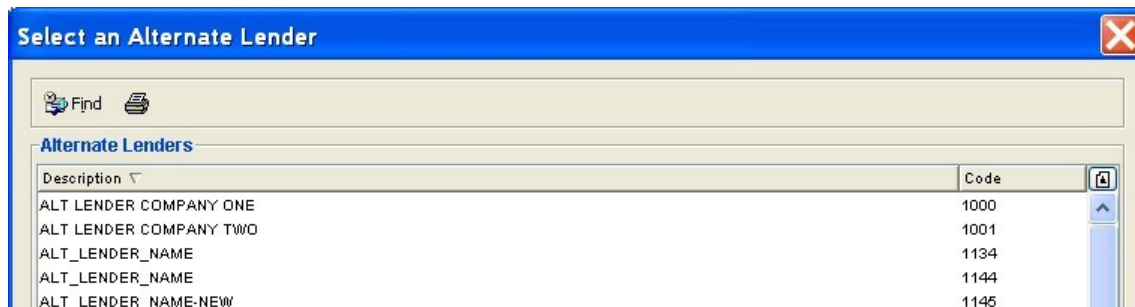 Select an Alternate Lender
Find
Alternate Lenders
Description Code
ALT LENDER COMPANY ONE 1000
ALT LENDER COMPANY TWO 1001
ALT_LENDER_NAME 1134
ALT_LENDER_NAME 1144
ALT_LENDER_NAME-NEW 1145